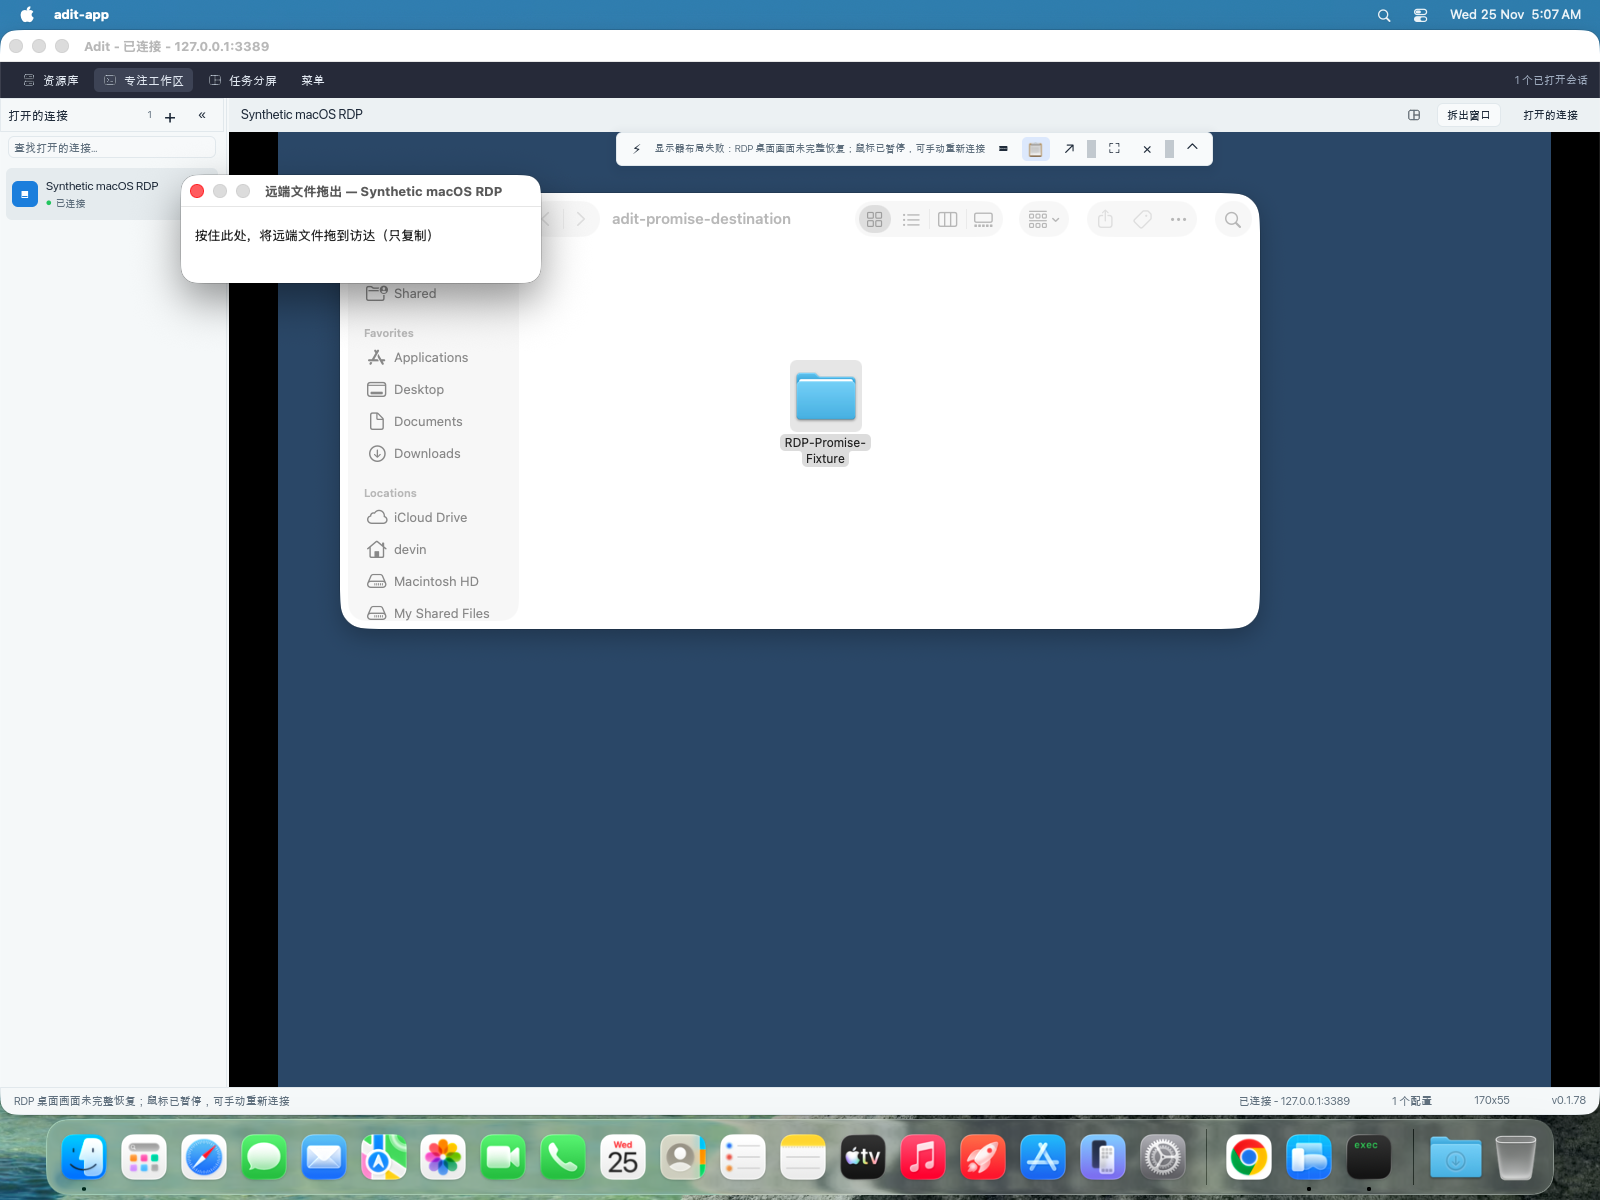 adit-app
Wed 25 Nov 5:07 AM
Adit - 已连接 - 127.0.0.1:3389
资源库
专注工作区
任务分屏
菜单
1 个已打开会话
打开的连接
1
Synthetic macOS RDP
拆出窗口
打开的连接
查找打开的连接...
显示器布局失败：RDP 桌面画面未完整恢复；鼠标已暂停，可手动重新连接
Synthetic macOS RDP
已连接
远端文件拖出 — Synthetic macOS RDP
按住此处，将远端文件拖到访达（只复制）
adit-promise-destination
Shared
Favorites
Applications
Desktop
Documents
Downloads
Locations
iCloud Drive
devin
Macintosh HD
My Shared Files
RDP-Promise-
Fixture
RDP 桌面画面未完整恢复；鼠标已暂停，可手动重新连接
已连接 - 127.0.0.1:3389
1 个配置
170x55
v0.1.78
Wed
25
tv
exec